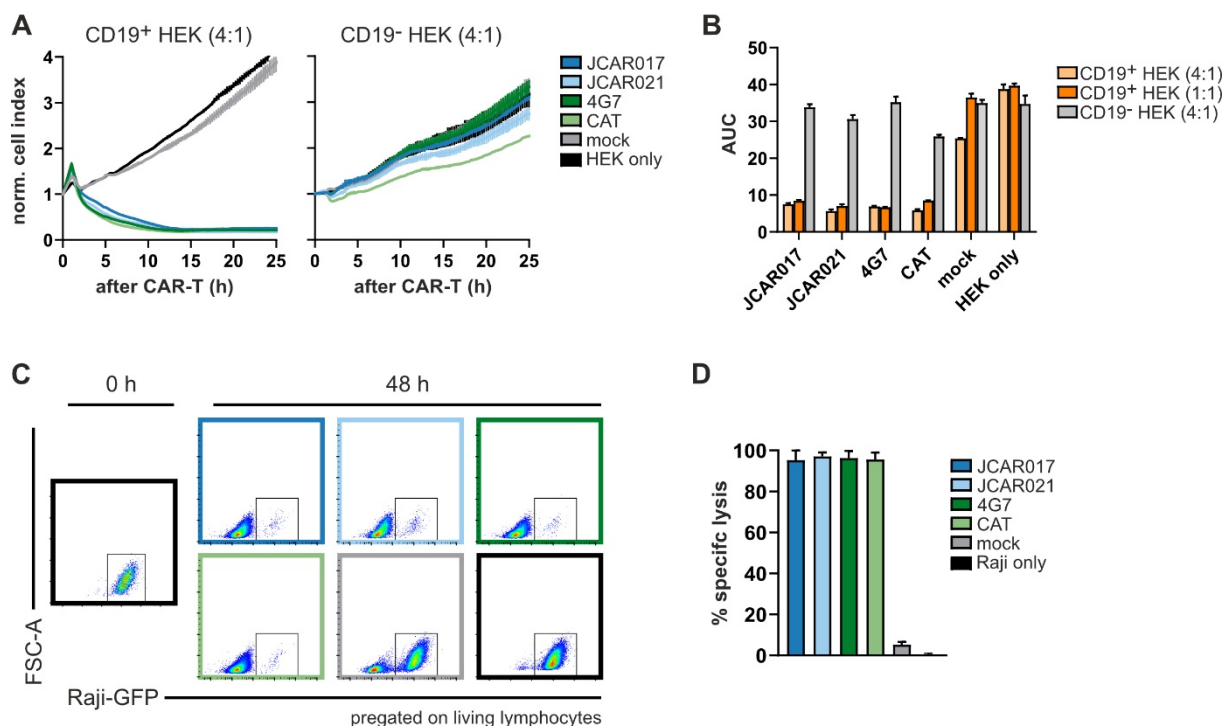 A
CD19+ HEK (4:1)
CD19- HEK (4:1)
norm. cell index
4
3
2
1
0
0 5 10 15 20 25
after CAR-T (h)
0 5 10 15 20 25
after CAR-T (h)
JCAR017
JCAR021
4G7
CAT
mock
HEK only
B
AUC
50
40
30
20
10
0
JCAR017
JCAR021
4G7
CAT
mock
HEK only
CD19+ HEK (4:1)
CD19+ HEK (1:1)
CD19- HEK (4:1)
C
0 h
48 h
FSC-A
Raji-GFP
pregated on living lymphocytes
D
% specifc lysis
100
80
60
40
20
0
JCAR017
JCAR021
4G7
CAT
mock
Raji only